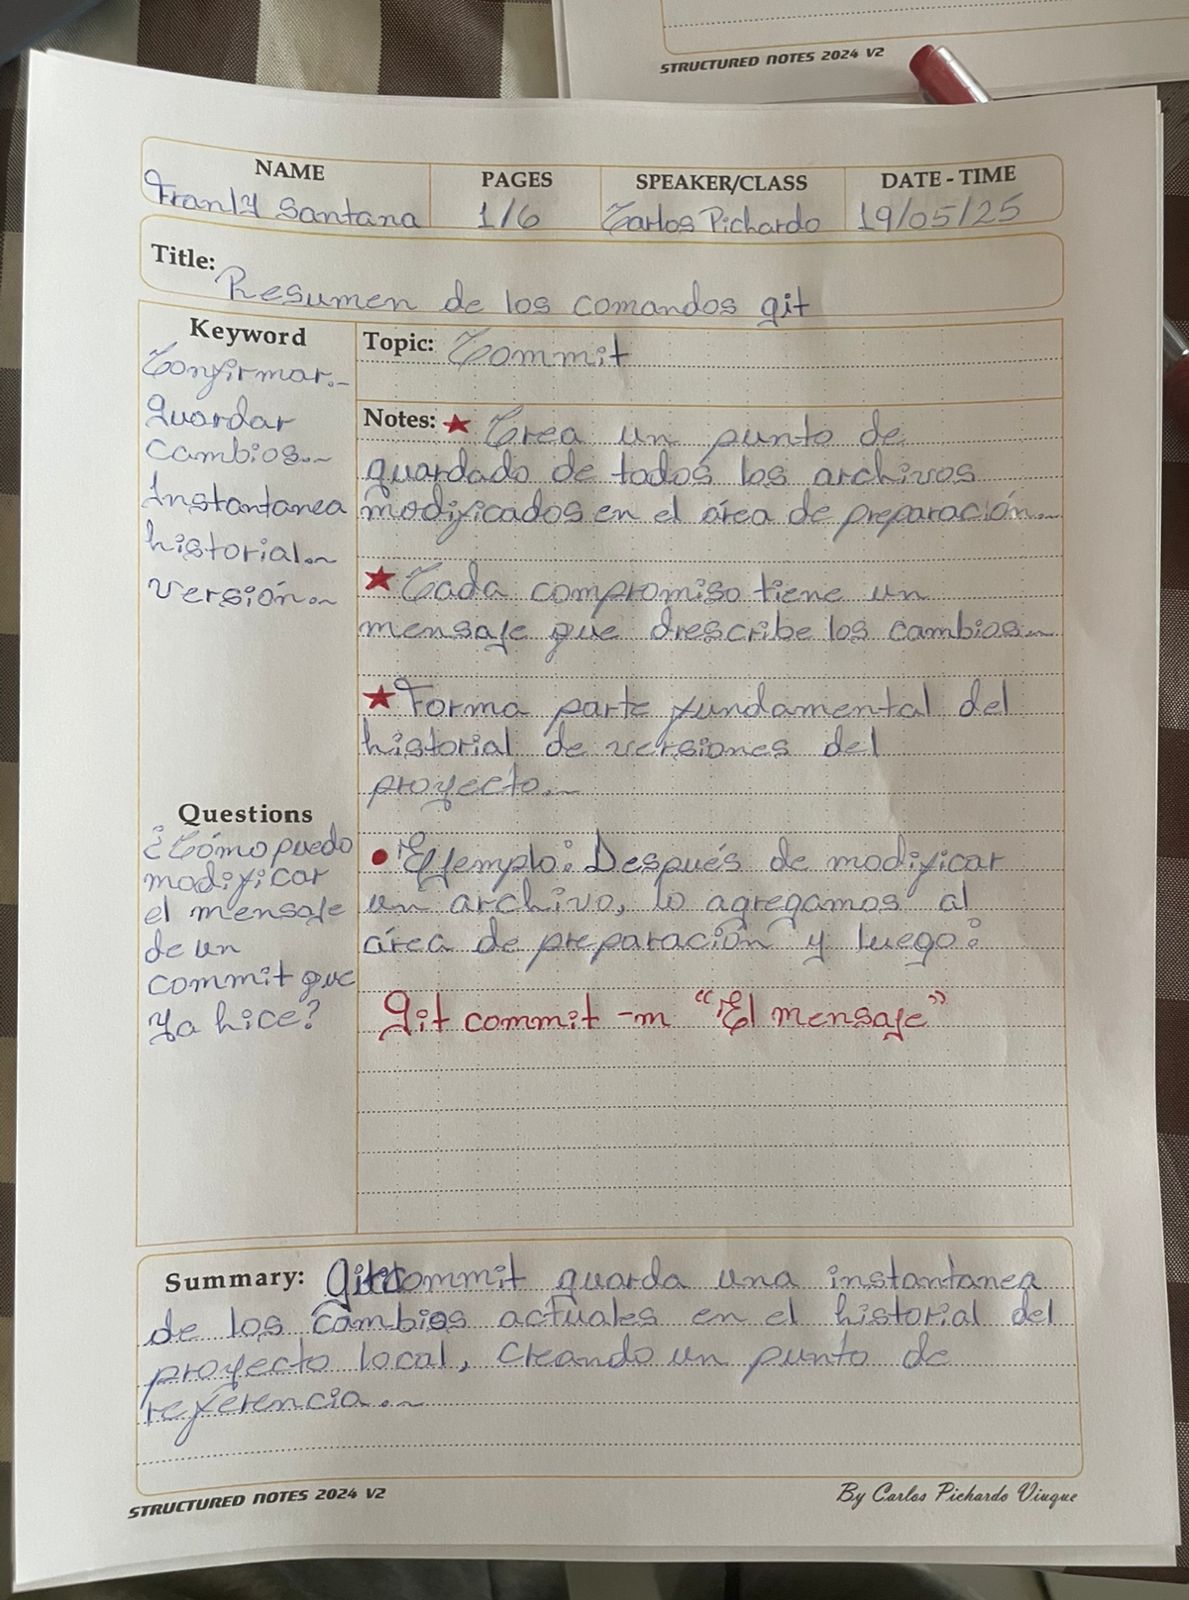 STRUCTURED NOTES 2024 V2
NAME PAGES SPEAKER/CLASS DATE - TIME
Franly Santana 1/6 Carlos Pichardo 19/05/25
Title:
Resumen de los comandos git
Keyword
Confirmar.
Guardar
cambios.
Instantanea
historial.
versión.
Topic: Commit
Notes: ★ Crea un punto de
guardado de todos los archivos
modificados en el área de preparación.
★ Cada compromiso tiene un
mensaje que drescribe los cambios.
★ Forma parte fundamental del
historial de versiones del
proyecto.
Questions
¿Cómo puedo
modificar
el mensaje
de un
commit que
ya hice?
• Ejemplo: Después de modificar
un archivo, lo agregamos al
área de preparación y luego:
Git commit -m "El mensaje"
Summary: Git commit guarda una instantanea
de los cambios actuales en el historial del
proyecto local, creando un punto de
referencia.
STRUCTURED NOTES 2024 V2
By Carlos Pichardo Viuque